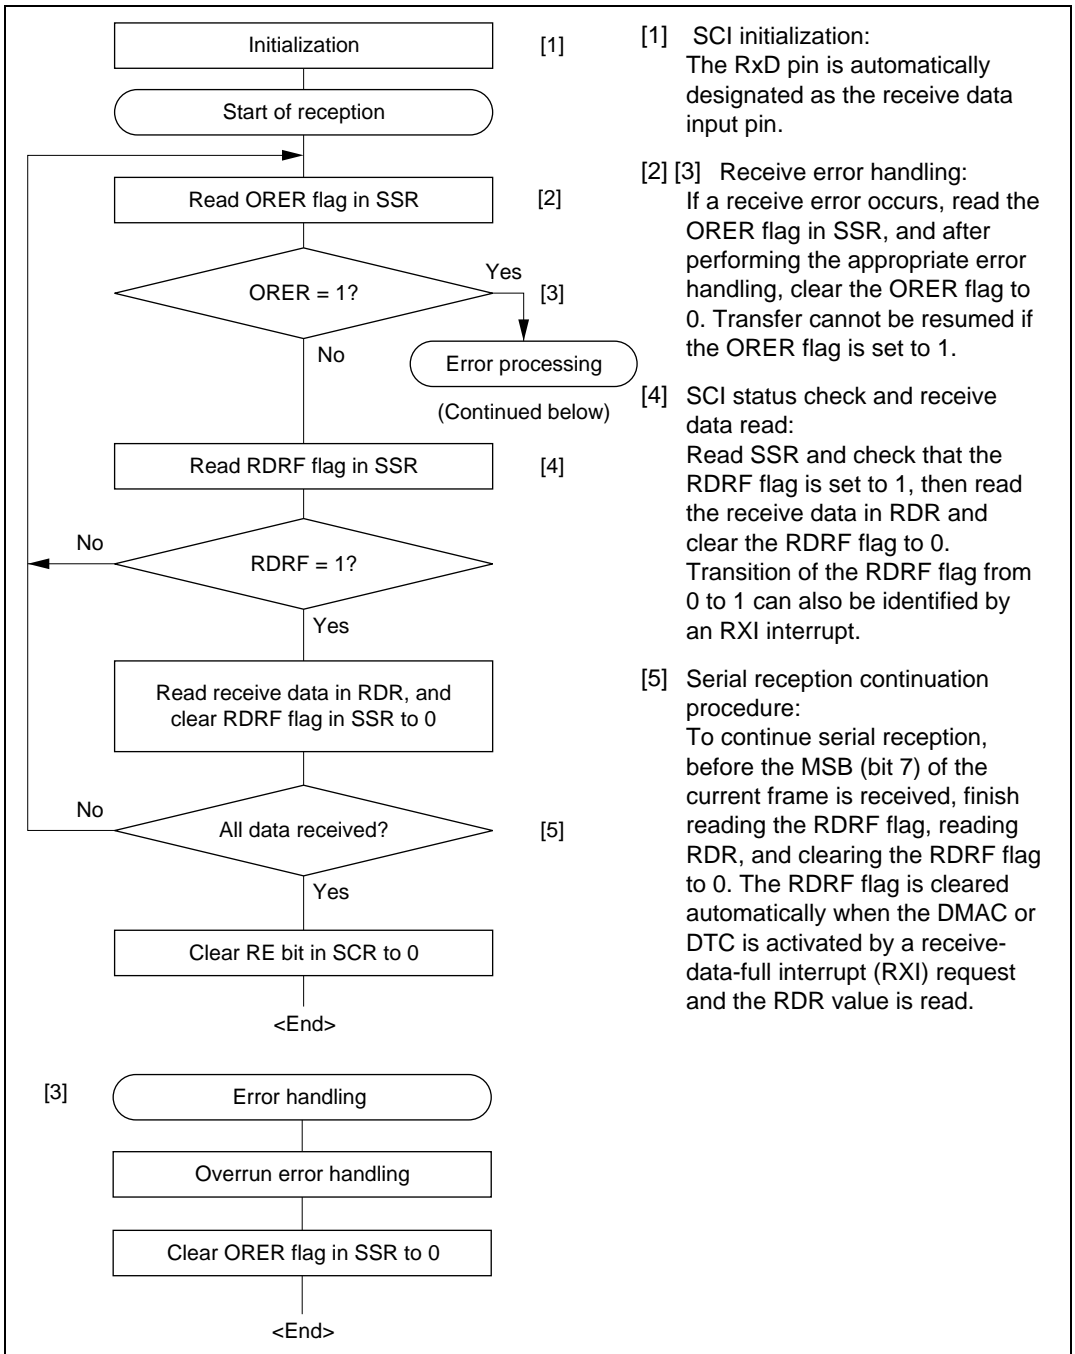 Initialization [1]
Start of reception
Read ORER flag in SSR [2]
Yes
ORER = 1? [3]
No
Error processing
(Continued below)
Read RDRF flag in SSR [4]
No
RDRF = 1?
Yes
Read receive data in RDR, and
clear RDRF flag in SSR to 0
No
All data received? [5]
Yes
Clear RE bit in SCR to 0
<End>
[3] Error handling
Overrun error handling
Clear ORER flag in SSR to 0
<End>
[1] SCI initialization:
The RxD pin is automatically
designated as the receive data
input pin.
[2] [3] Receive error handling:
If a receive error occurs, read the
ORER flag in SSR, and after
performing the appropriate error
handling, clear the ORER flag to
0. Transfer cannot be resumed if
the ORER flag is set to 1.
[4] SCI status check and receive
data read:
Read SSR and check that the
RDRF flag is set to 1, then read
the receive data in RDR and
clear the RDRF flag to 0.
Transition of the RDRF flag from
0 to 1 can also be identified by
an RXI interrupt.
[5] Serial reception continuation
procedure:
To continue serial reception,
before the MSB (bit 7) of the
current frame is received, finish
reading the RDRF flag, reading
RDR, and clearing the RDRF flag
to 0. The RDRF flag is cleared
automatically when the DMAC or
DTC is activated by a receive-
data-full interrupt (RXI) request
and the RDR value is read.